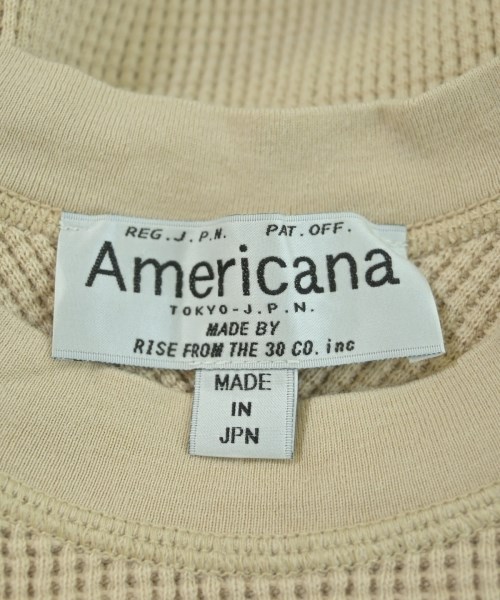 REG.J.P.N. PAT.OFF.
Americana
TOKYO-J.P.N.
MADE BY
RISE FROM THE 30 CO. inc
MADE
IN
JPN